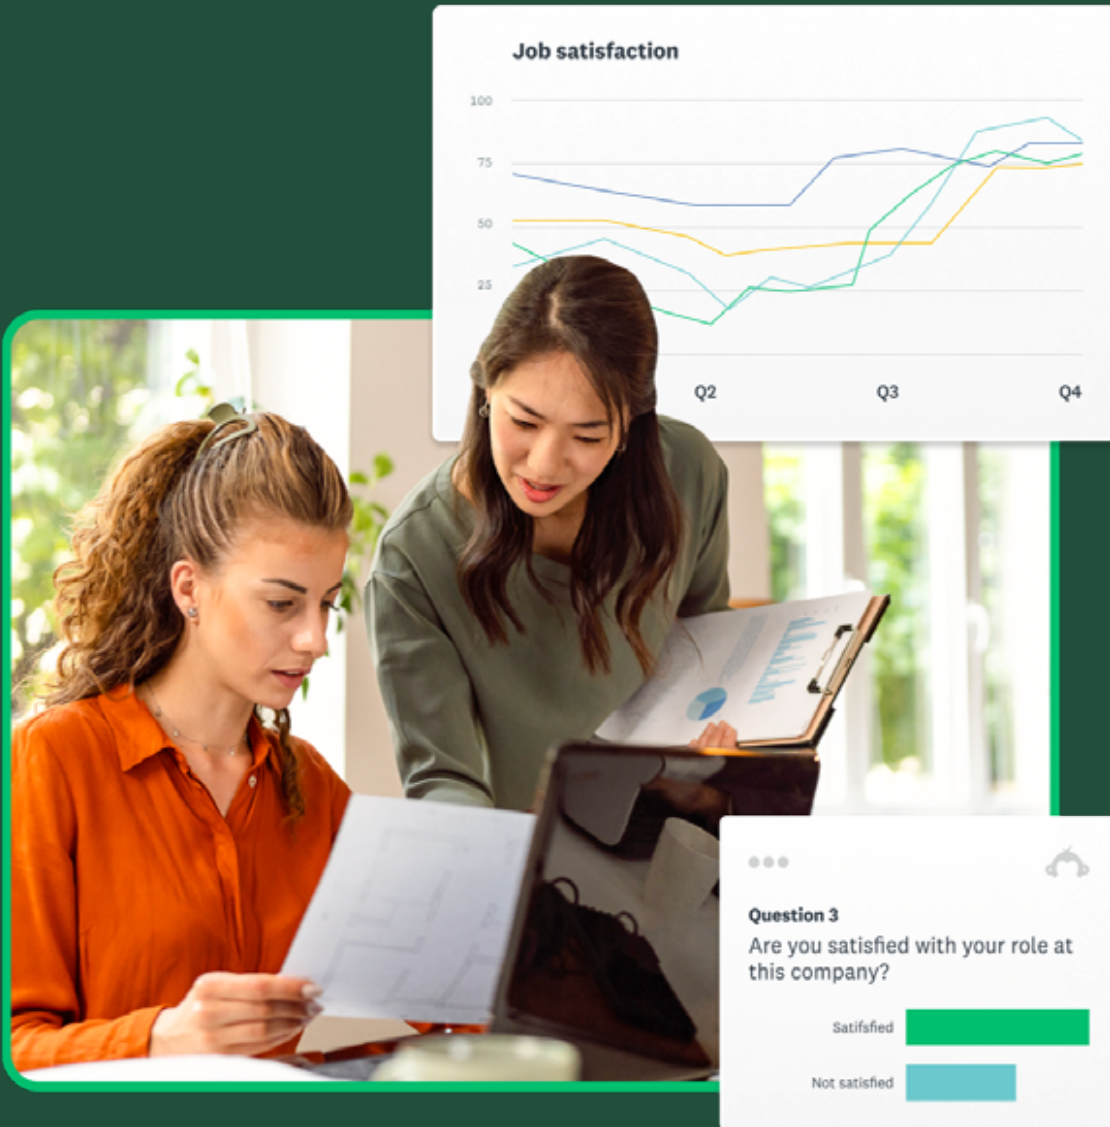 Job satisfaction
100
75
50
25
Q2
Q3
Q4
Question 3
Are you satisfied with your role at
this company?
Satifsfied
Not satisfied